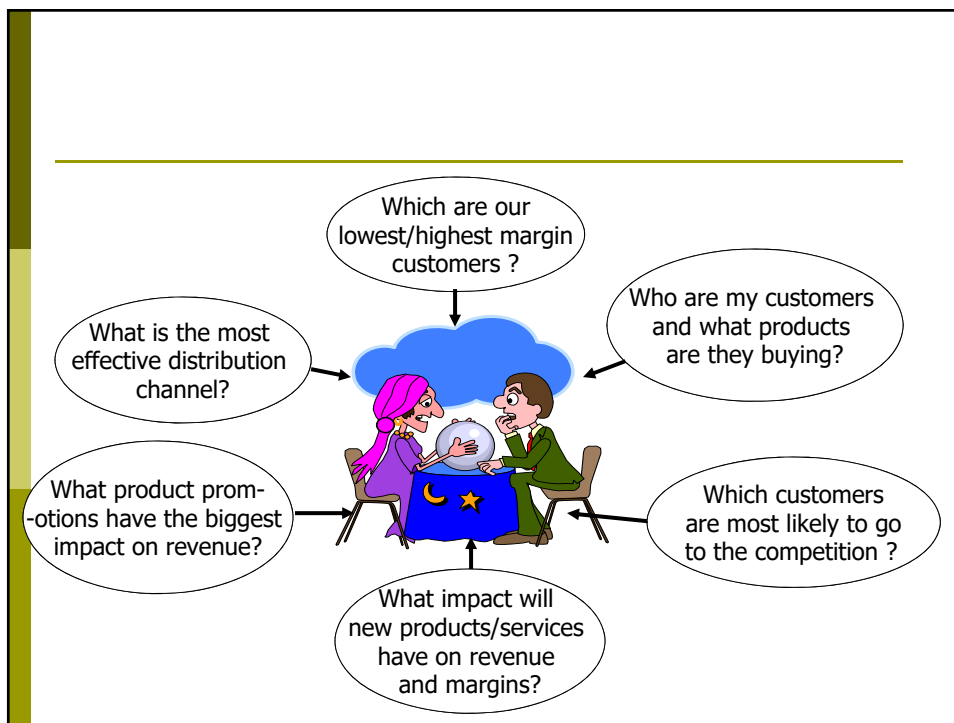 Which are our
lowest/highest margin
customers ?
Who are my customers
and what products
are they buying?
What is the most
effective distribution
channel?
What product prom-
-otions have the biggest
impact on revenue?
Which customers
are most likely to go
to the competition ?
What impact will
new products/services
have on revenue
and margins?